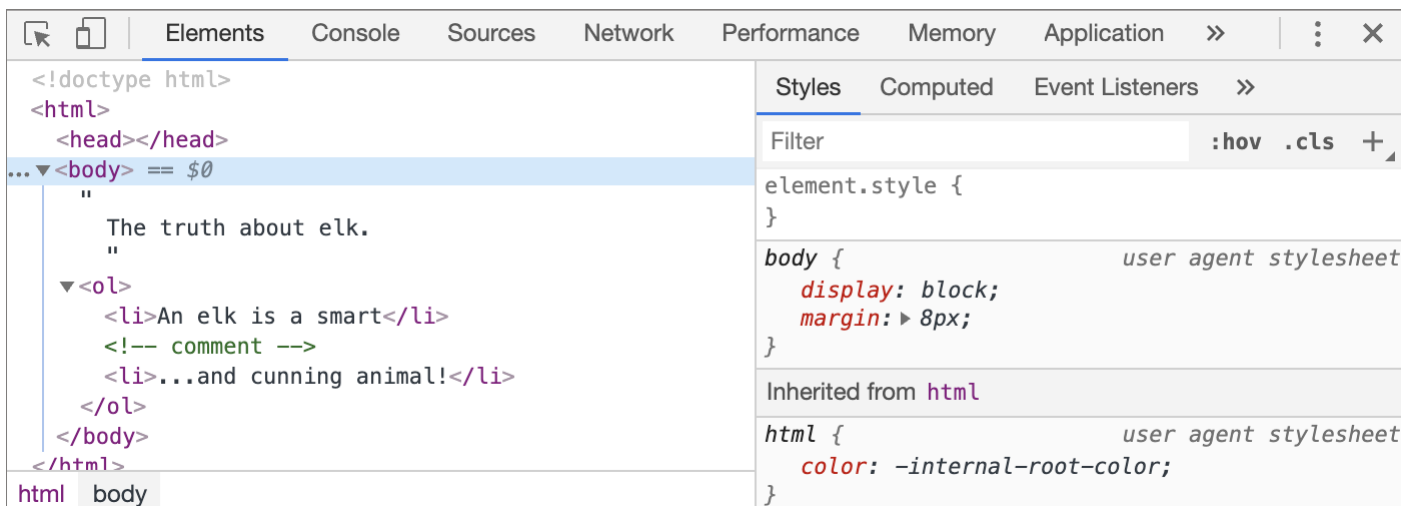 Elements Console Sources Network Performance Memory Application »
<!doctype html>
<html>
<head></head>
… ▼<body> == $0
"
The truth about elk.
"
▼<ol>
<li>An elk is a smart</li>
<!-- comment -->
<li>...and cunning animal!</li>
</ol>
</body>
</html>
html body
Styles Computed Event Listeners »
Filter :hov .cls +
element.style {
}
body { user agent stylesheet
display: block;
margin: ▶ 8px;
}
Inherited from html
html { user agent stylesheet
color: -internal-root-color;
}